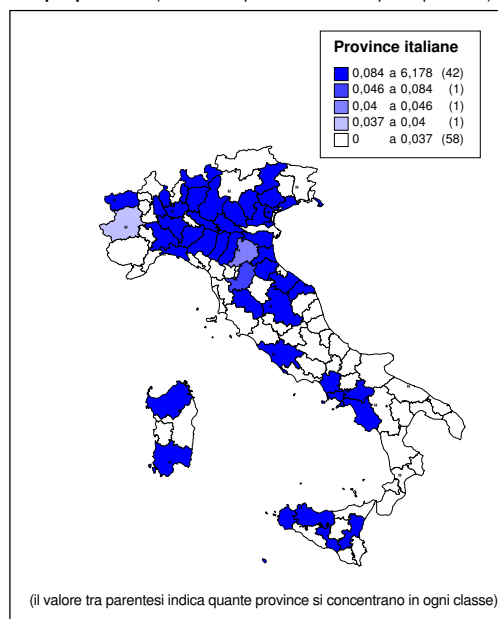 Province italiane
0,084 a 6,178 (42)
0,046 a 0,084 (1)
0,04 a 0,046 (1)
0,037 a 0,04 (1)
0 a 0,037 (58)
(il valore tra parentesi indica quante province si concentrano in ogni classe)